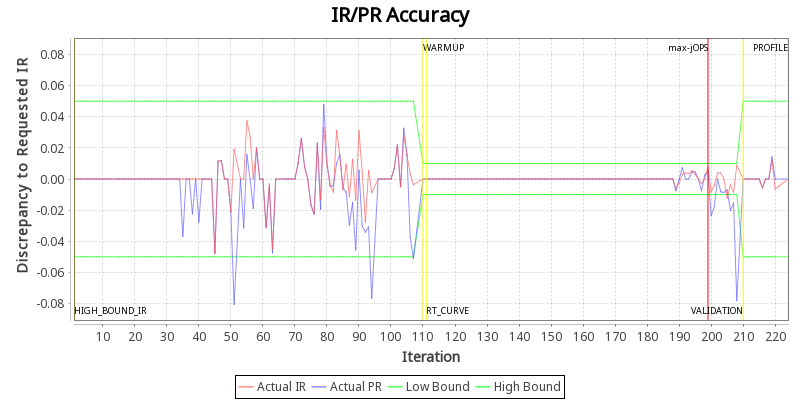 IR/PR Accuracy
Discrepancy to Requested IR
0.08
0.06
0.04
0.02
0.00
-0.02
-0.04
-0.06
-0.08
WARMUP
max-jOPS
PROFILE
HIGH_BOUND_IR
RT_CURVE
VALIDATION
10 20 30 40 50 60 70 80 90 100 110 120 130 140 150 160 170 180 190 200 210 220
Iteration
Actual IR Actual PR Low Bound High Bound